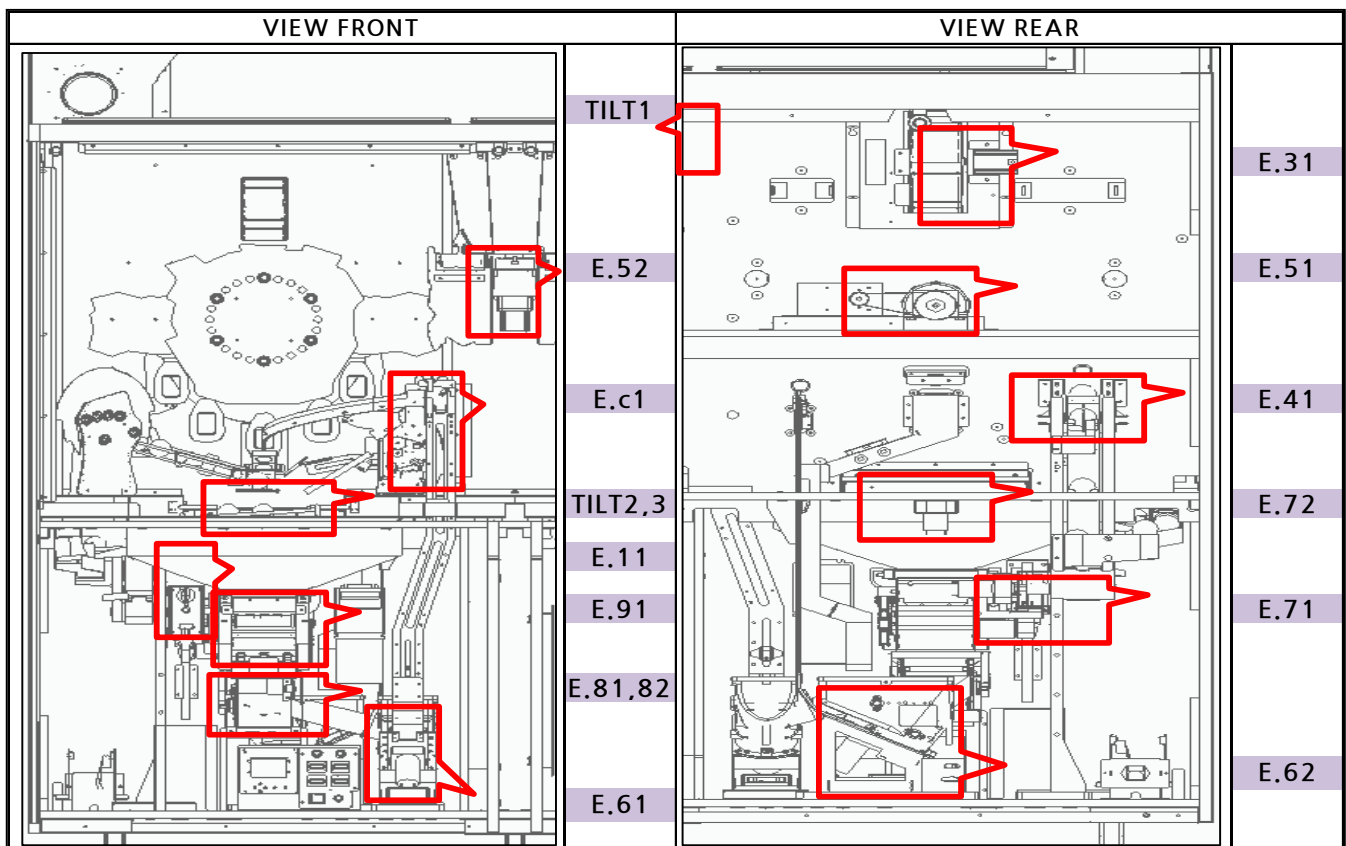 VIEW FRONT
VIEW REAR
TILT1
E.52
E.c1
TILT2,3
E.11
E.91
E.81,82
E.61
E.31
E.51
E.41
E.72
E.71
E.62